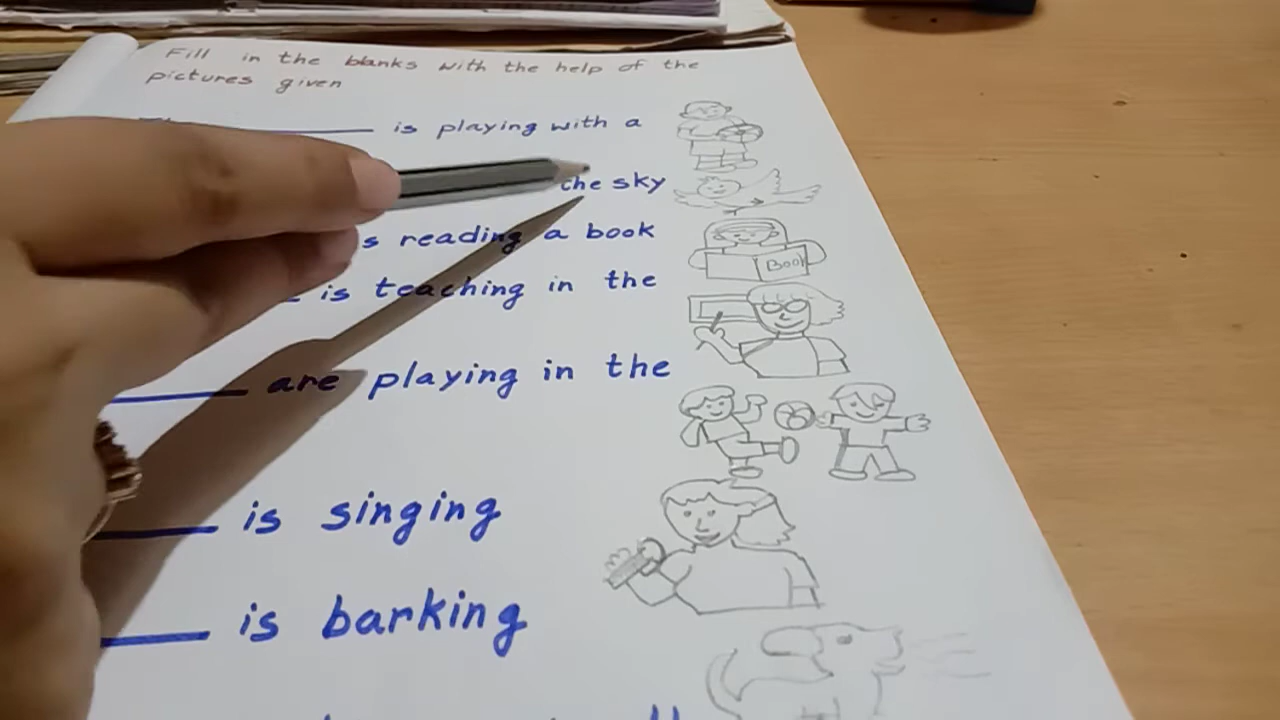 Fill in the blanks with the help of the
pictures given
is playing with a
the sky
reading a book
Book
is teaching in the
are playing in the
is singing
is barking